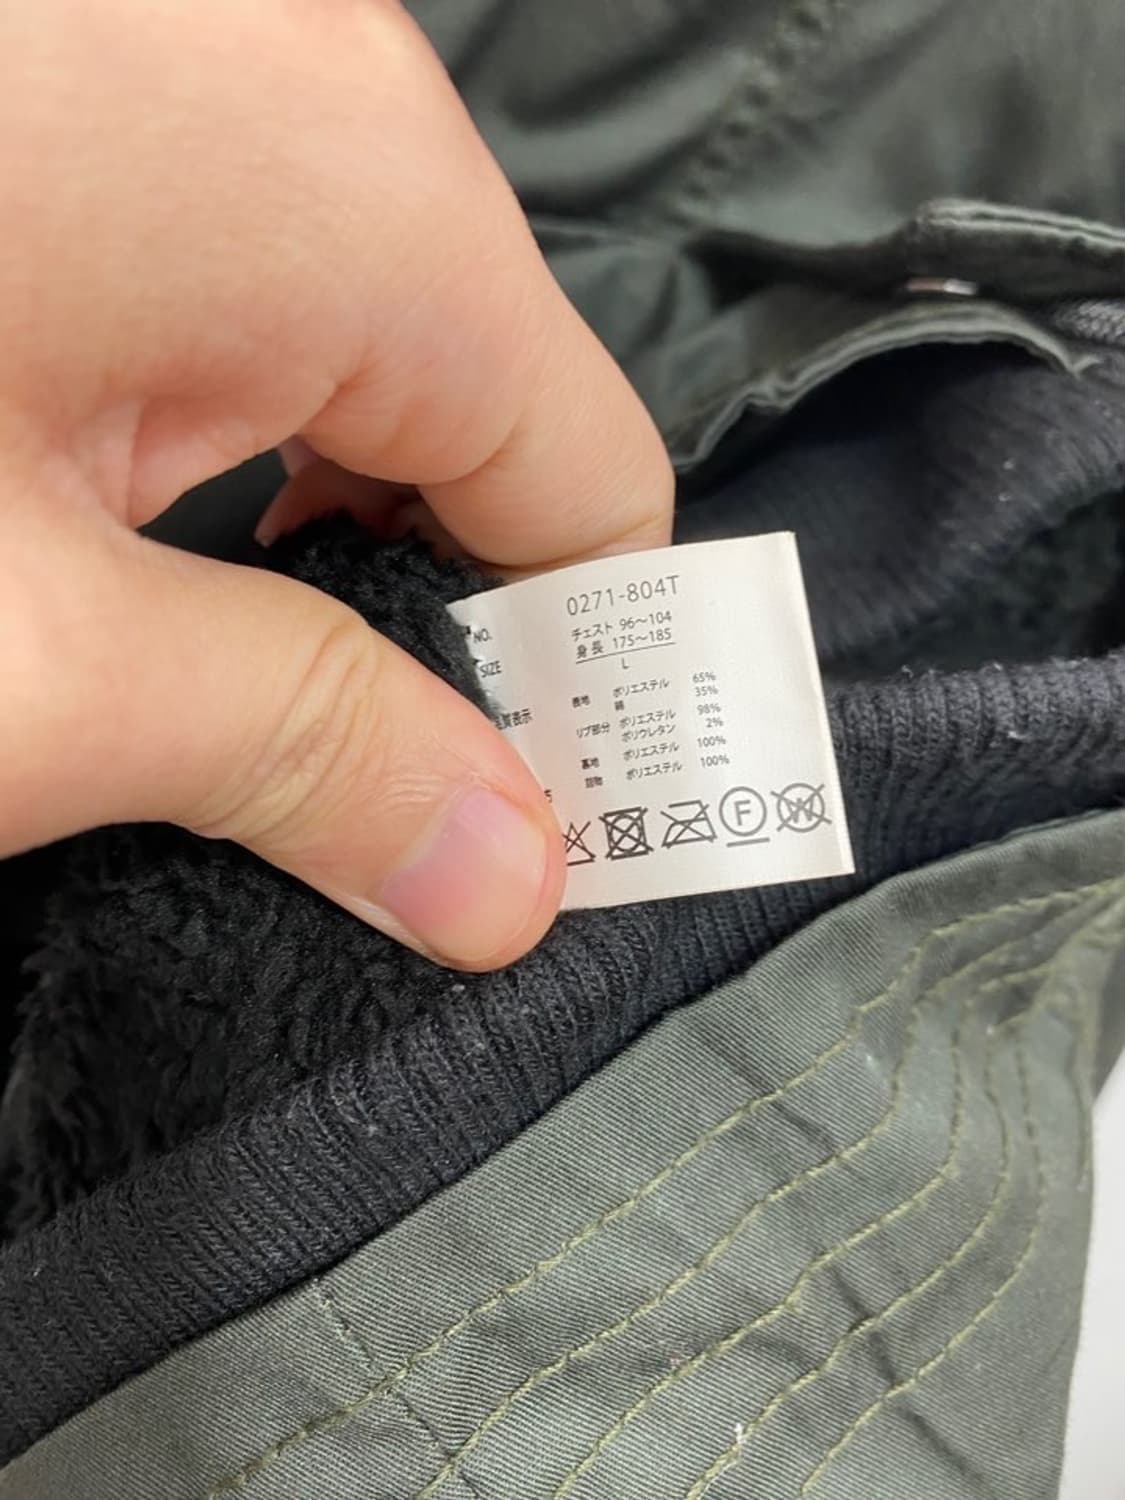 NO. 0271-804T
チェスト 96～104
身長 175～185
SIZE L
質表示 表地 ポリエステル 65%
綿 35%
リブ部分 ポリエステル 98%
ポリウレタン 2%
裏地 ポリエステル 100%
詰物 ポリエステル 100%
F W